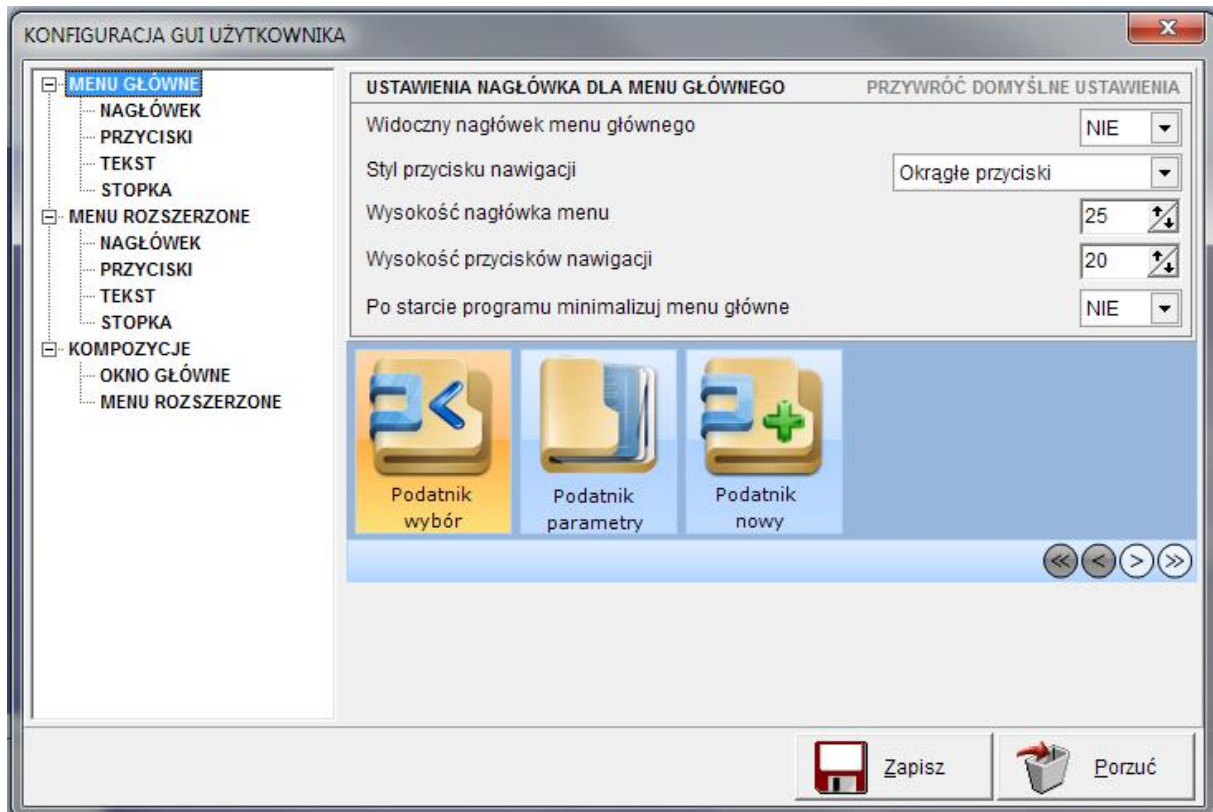 KONFIGURACJA GUI UŻYTKOWNIKA
MENU GŁÓWNE
NAGŁÓWEK
PRZYCISKI
TEKST
STOPKA
MENU ROZSZERZONE
NAGŁÓWEK
PRZYCISKI
TEKST
STOPKA
KOMPOZYCJE
OKNO GŁÓWNE
MENU ROZSZERZONE
USTAWIENIA NAGŁÓWKA DLA MENU GŁÓWNEGO PRZYWRÓĆ DOMYŚLNE USTAWIENIA
Widoczny nagłówek menu głównego NIE
Styl przycisku nawigacji Okrągłe przyciski
Wysokość nagłówka menu 25
Wysokość przycisków nawigacji 20
Po starcie programu minimalizuj menu główne NIE
Podatnik
wybór
Podatnik
parametry
Podatnik
nowy
Zapisz
Porzuć